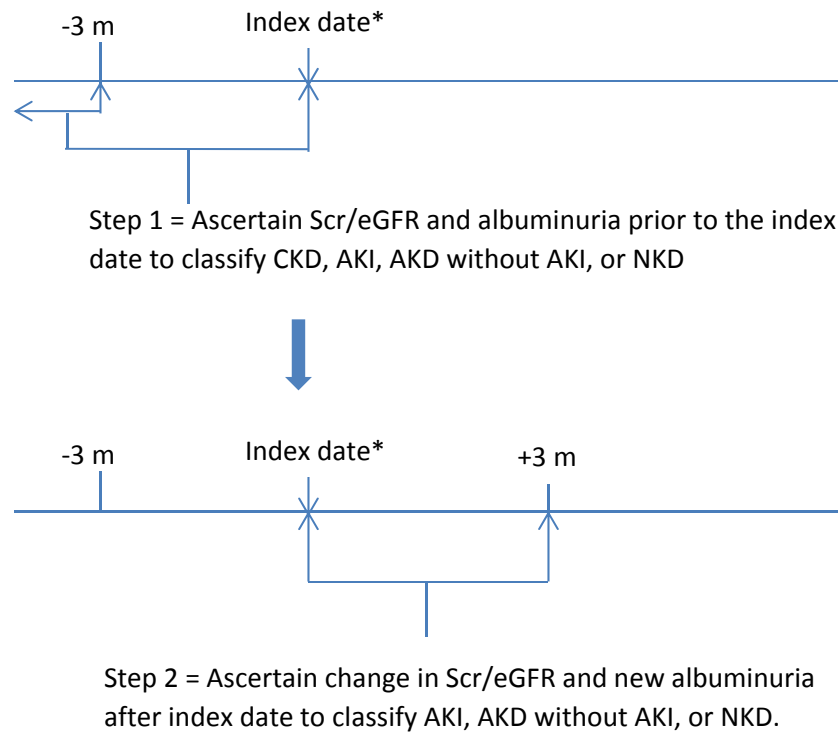 -3 m
Index date*
Step 1 = Ascertain Scr/eGFR and albuminuria prior to the index
date to classify CKD, AKI, AKD without AKI, or NKD
-3 m
Index date*
+3 m
Step 2 = Ascertain change in Scr/eGFR and new albuminuria
after index date to classify AKI, AKD without AKI, or NKD.